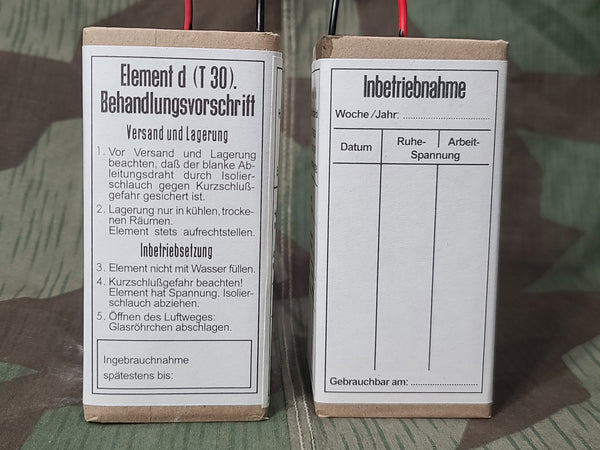 Element d (T 30).
Behandlungsvorschrift
Versand und Lagerung
1. Vor Versand und Lagerung
beachten, daß der blanke Ab-
leitungsdraht durch Isolier-
schlauch gegen Kurzschluß-
gefahr gesichert ist.
2. Lagerung nur in kühlen, trocke-
nen Räumen.
Element stets aufrechtstellen.
Inbetriebsetzung
3. Element nicht mit Wasser füllen.
4. Kurzschlußgefahr beachten!
Element hat Spannung. Isolier-
schlauch abziehen.
5. Öffnen des Luftweges:
Glasröhrchen abschlagen.
Ingebrauchnahme
spätestens bis:
Inbetriebnahme
Woche/Jahr: ........................
Datum
Ruhe- Arbeit-
Spannung
Gebrauchbar am: ...................